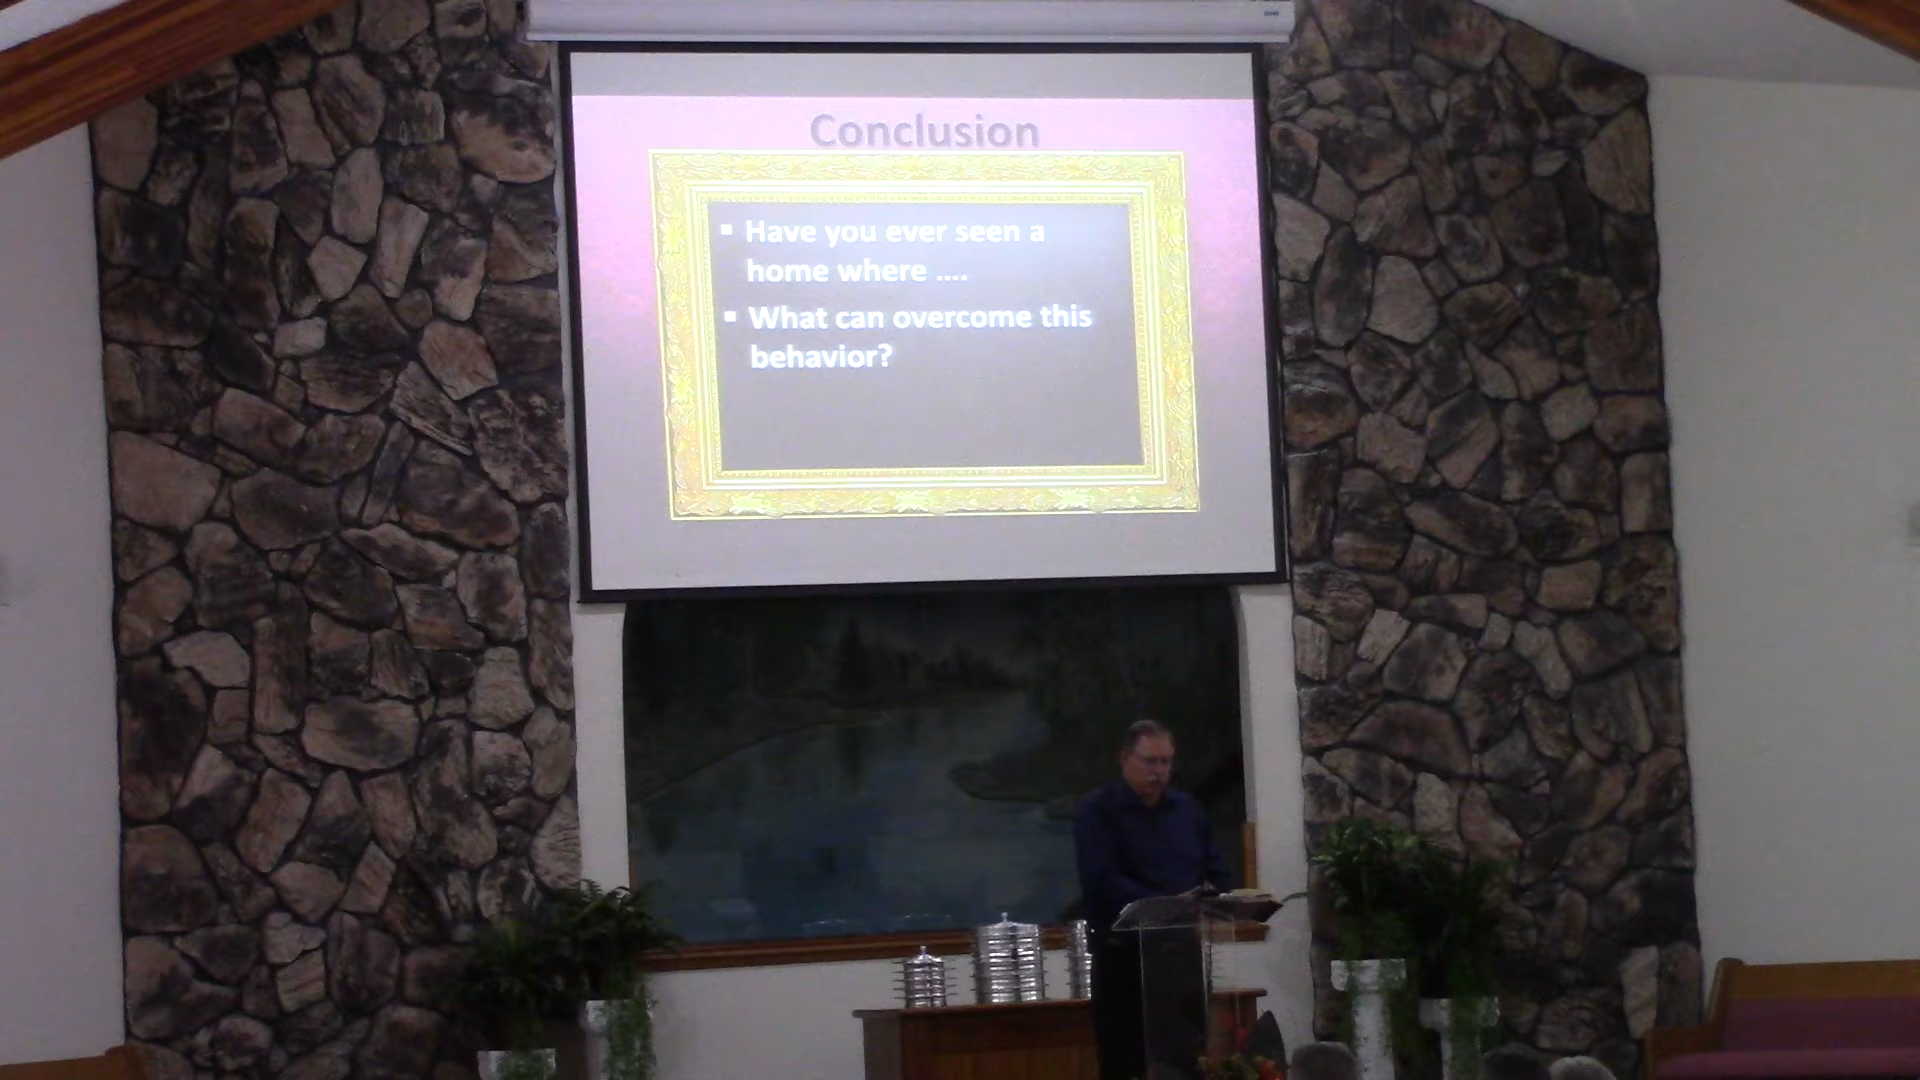 Conclusion
▪ Have you ever seen a
home where ....
▪ What can overcome this
behavior?